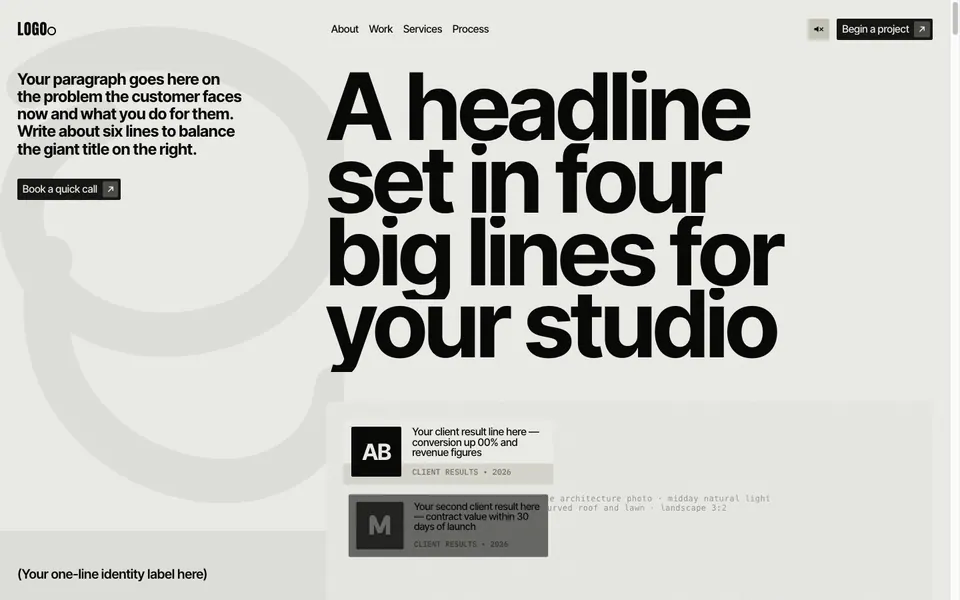 LOGO
About Work Services Process
Begin a project
Your paragraph goes here on
the problem the customer faces
now and what you do for them.
Write about six lines to balance
the giant title on the right.
Book a quick call
A headline
set in four
big lines for
your studio
AB
Your client result line here —
conversion up 00% and
revenue figures
CLIENT RESULTS • 2026
M
Your second client result here
— contract value within 30
days of launch
CLIENT RESULTS • 2026
architecture photo · midday natural light
roof and lawn · landscape 3:2
(Your one-line identity label here)